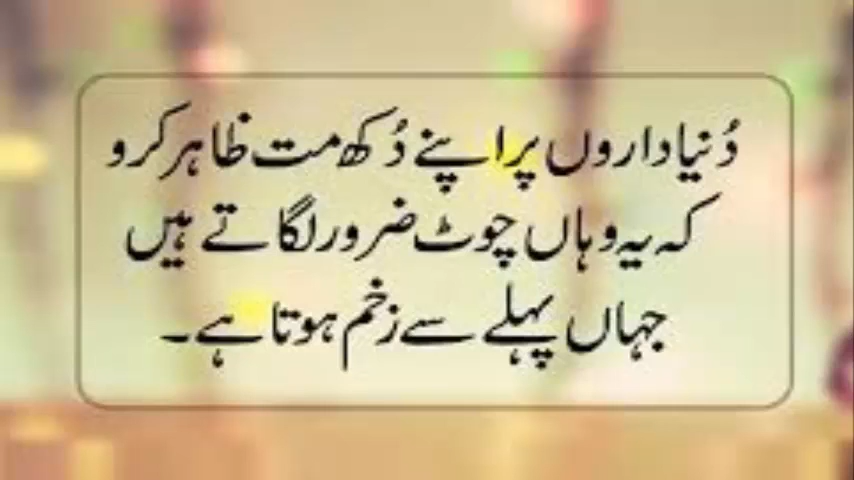 دُنیاداروں پر اپنے دُکھ مت ظاہر کرو
کہ یہ وہاں چوٹ ضرور لگاتے ہیں
جہاں پہلے سے زخم ہوتا ہے۔